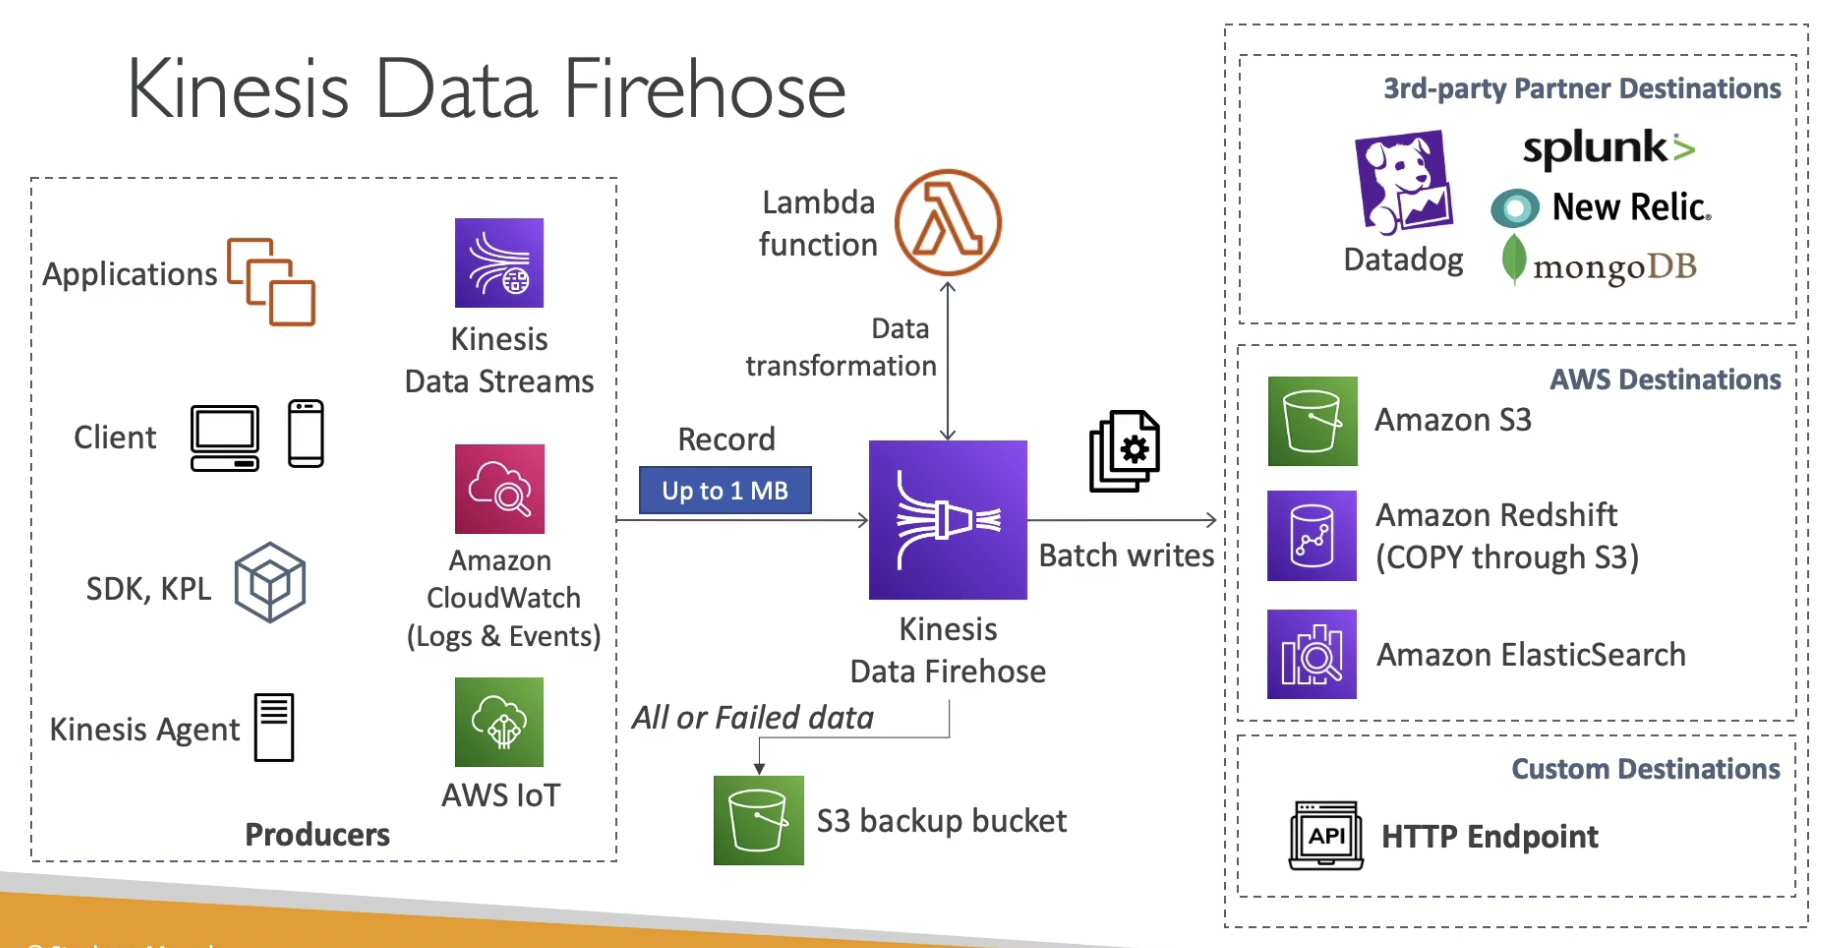 Kinesis Data Firehose
Applications
Kinesis
Data Streams
Client
Amazon
CloudWatch
(Logs & Events)
SDK, KPL
Kinesis Agent
AWS IoT
Producers
Lambda
function
Data
transformation
Record
Up to 1 MB
Kinesis
Data Firehose
Batch writes
All or Failed data
S3 backup bucket
3rd-party Partner Destinations
Datadog
splunk>
New Relic.
mongoDB
AWS Destinations
Amazon S3
Amazon Redshift
(COPY through S3)
Amazon ElasticSearch
Custom Destinations
API
HTTP Endpoint